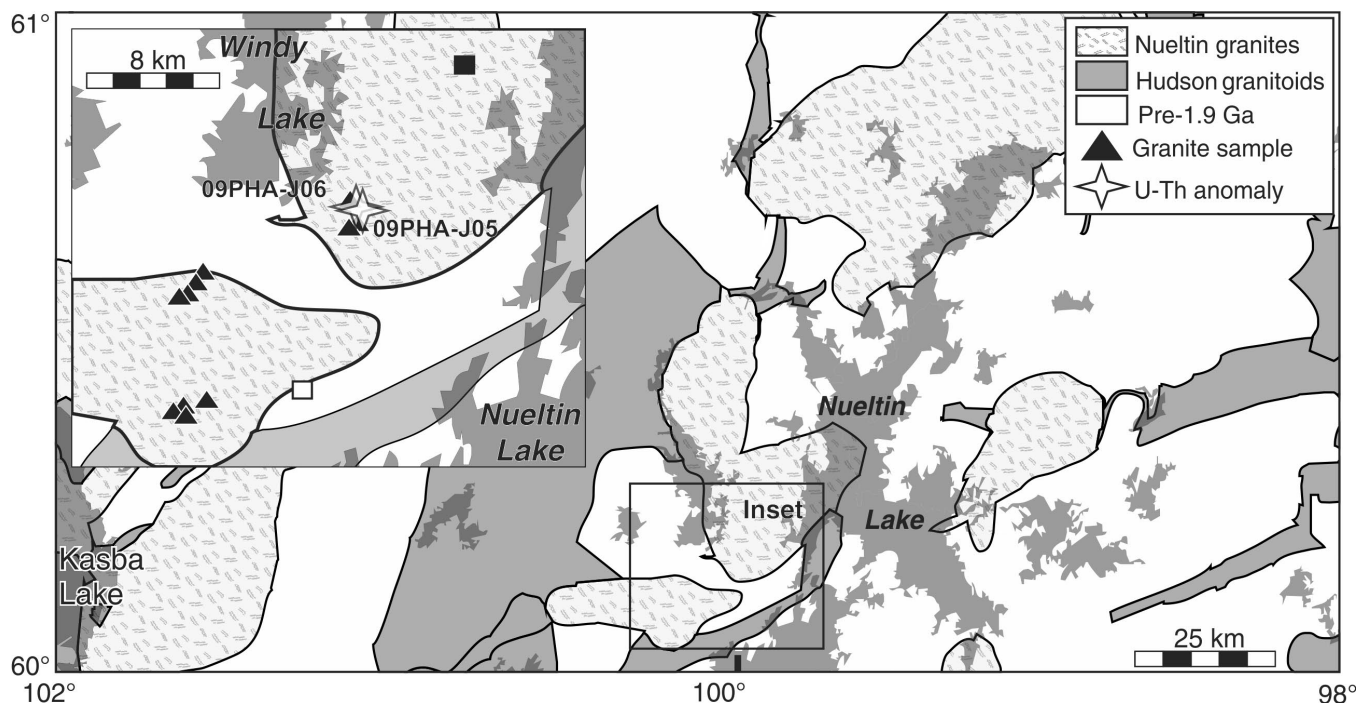 61°
8 km
Windy
Lake
09PHA-J06
09PHA-J05
Nueltin
Lake
Nueltin granites
Hudson granitoids
Pre-1.9 Ga
Granite sample
U-Th anomaly
Nueltin
Lake
Inset
Kasba
Lake
25 km
60°
102°
100°
98°